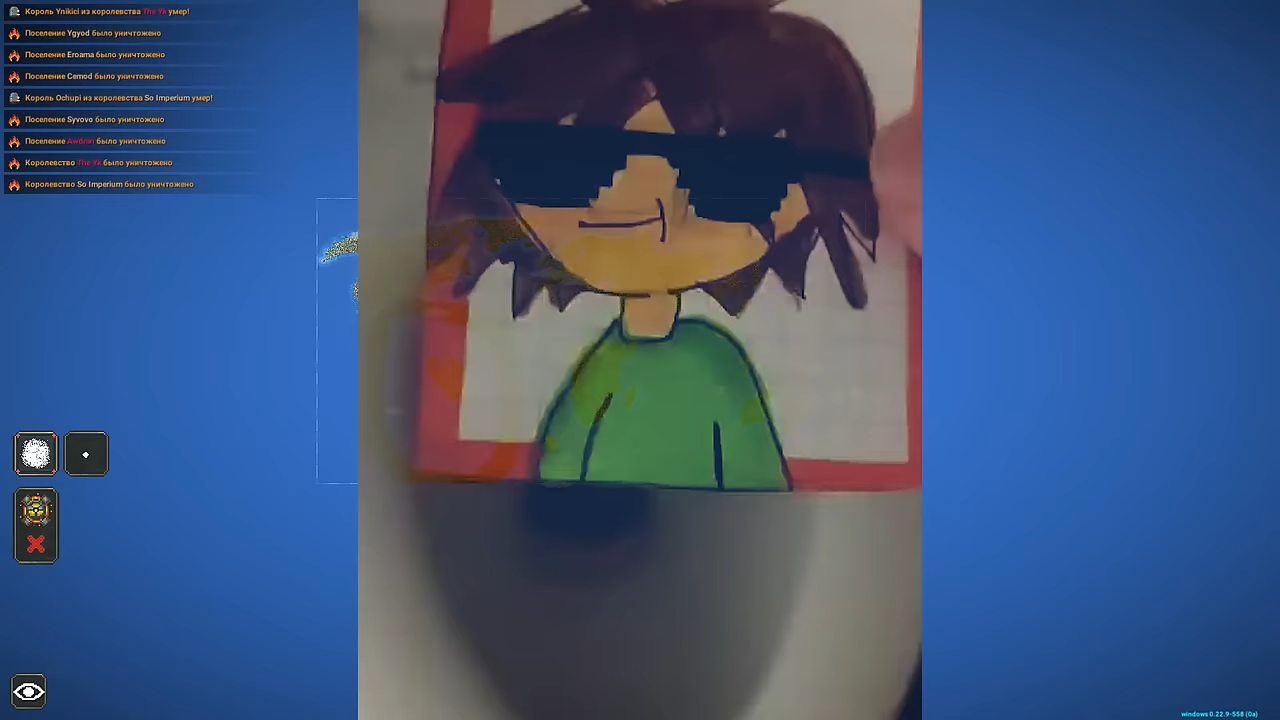 Король Ynikici из королевства The Yk умер!
Поселение Ygyod было уничтожено
Поселение Eroama было уничтожено
Поселение Cemod было уничтожено
Король Ochupi из королевства So Imperium умер!
Поселение Syvovo было уничтожено
Поселение Awdran было уничтожено
Королевство The Yk было уничтожено
Королевство So Imperium было уничтожено
windows 0.22.9-558 (0a)